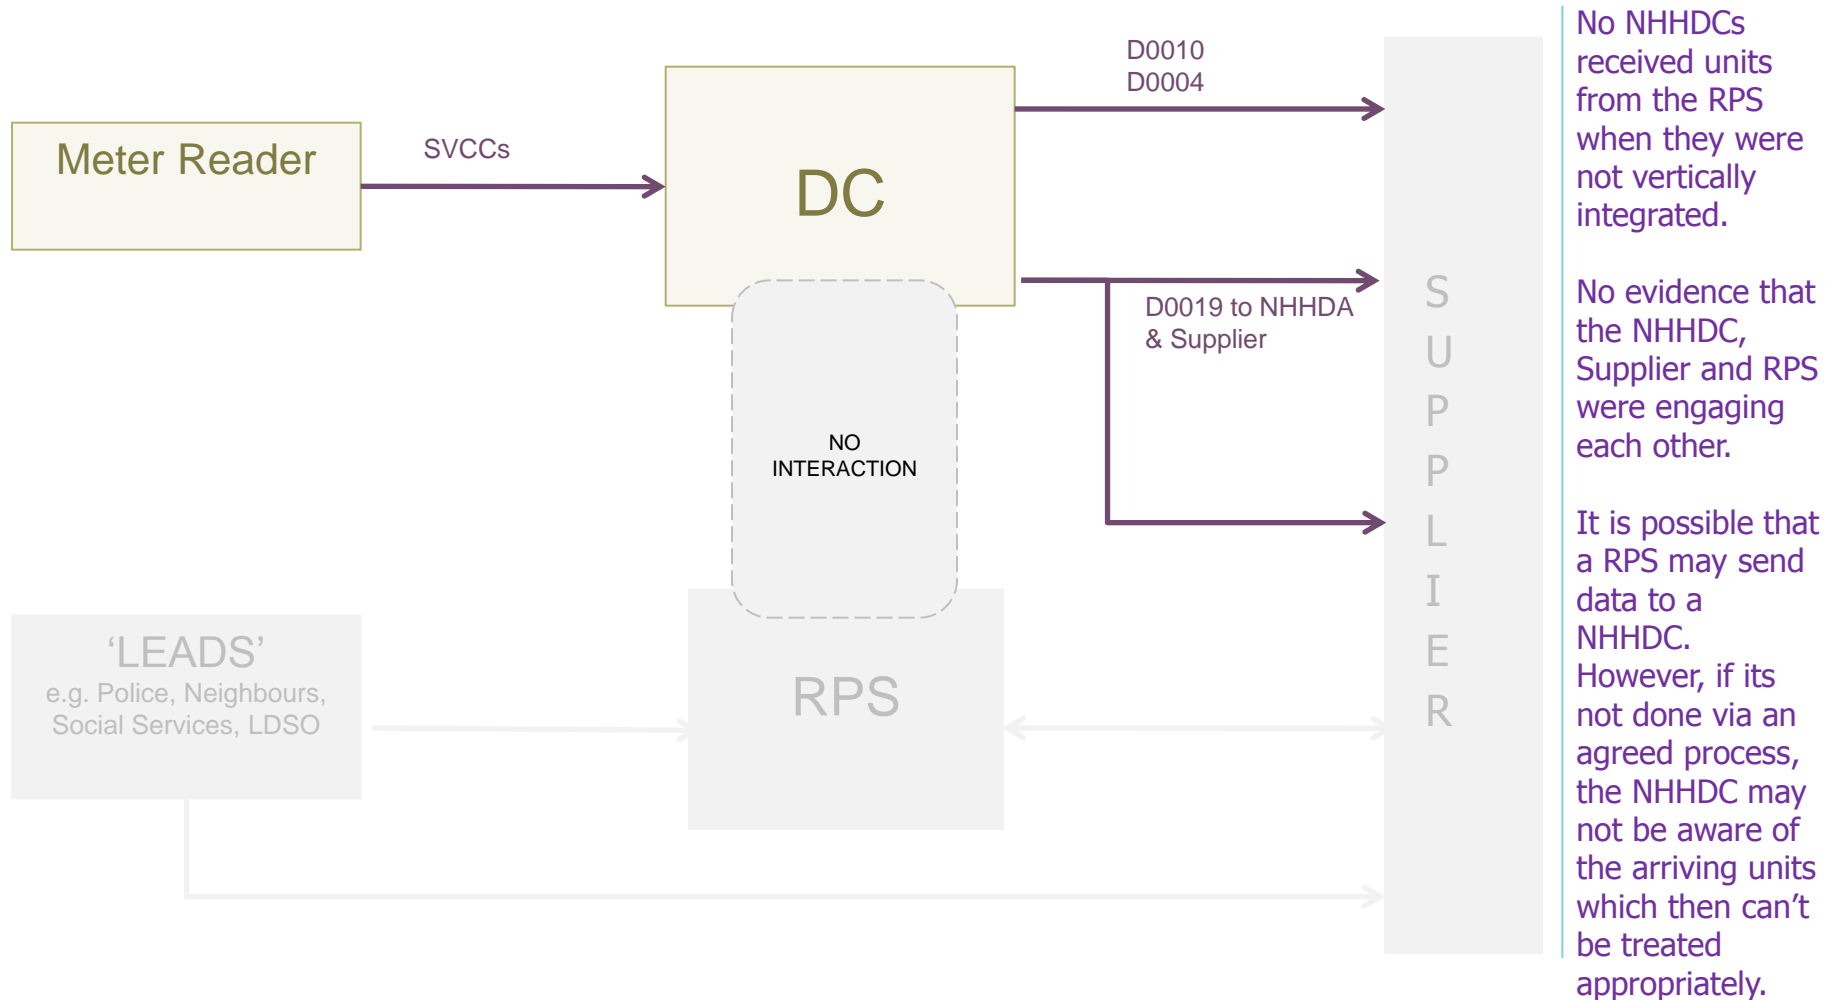 Meter Reader
SVCCs
DC
D0010
D0004
D0019 to NHHDA
& Supplier
NO
INTERACTION
‘LEADS’
e.g. Police, Neighbours,
Social Services, LDSO
RPS
S
U
P
P
L
I
E
R
No NHHDCs
received units
from the RPS
when they were
not vertically
integrated.
No evidence that
the NHHDC,
Supplier and RPS
were engaging
each other.
It is possible that
a RPS may send
data to a
NHHDC.
However, if its
not done via an
agreed process,
the NHHDC may
not be aware of
the arriving units
which then can’t
be treated
appropriately.